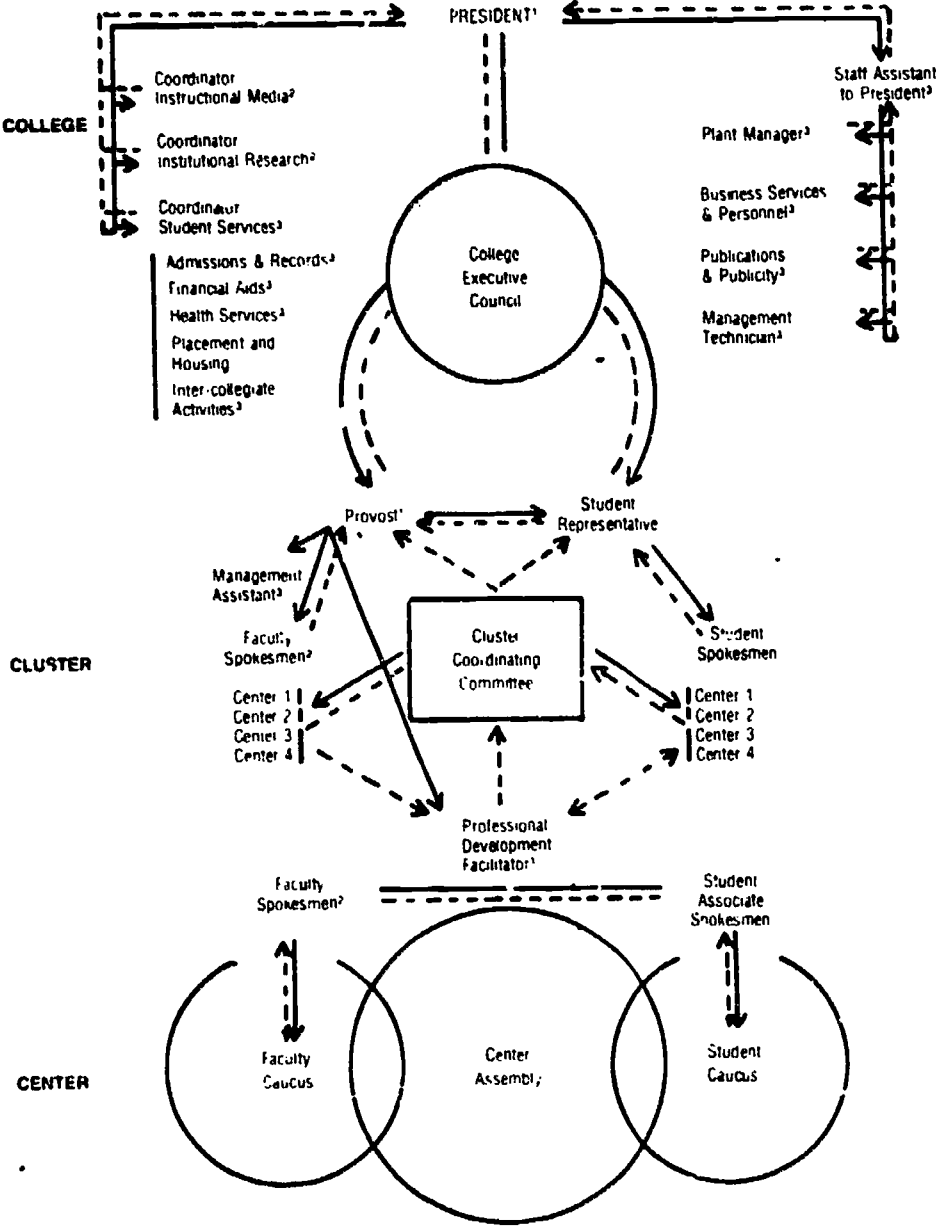 PRESIDENT¹
COLLEGE
Coordinator
Instructional Media²
Coordinator
Institutional Research²
Coordinator
Student Services³
Admissions & Records³
Financial Aids³
Health Services³
Placement and
Housing
Inter-collegiate
Activities³
College
Executive
Council
Staff Assistant
to President³
Plant Manager³
Business Services
& Personnel³
Publications
& Publicity³
Management
Technician³
CLUSTER
Provost¹
Student
Representative
Management
Assistant³
Faculty
Spokesmen²
Center 1
Center 2
Center 3
Center 4
Cluster
Coordinating
Committee
Student
Spokesmen
Center 1
Center 2
Center 3
Center 4
Professional
Development
Facilitator¹
CENTER
Faculty
Spokesmen²
Student
Associate
Spokesmen
Faculty
Caucus
Center
Assembly
Student
Caucus